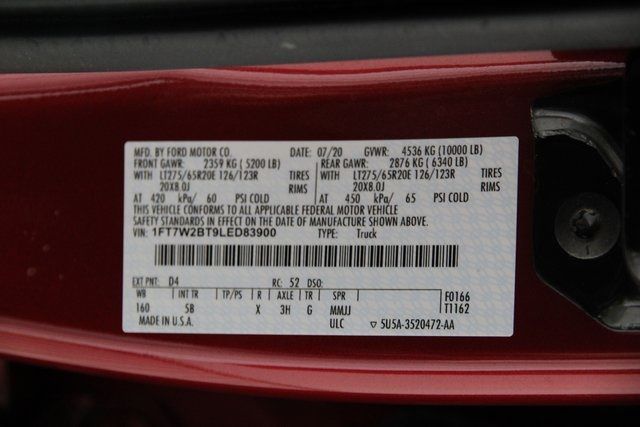 MFD. BY FORD MOTOR CO. DATE: 07/20 GVWR: 4536 KG (10000 LB)
FRONT GAWR: 2359 KG (5200 LB) REAR GAWR: 2876 KG (6340 LB)
WITH LT275/65R20E 126/123R TIRES WITH LT275/65R20E 126/123R TIRES
20X8.0J RIMS 20X8.0J RIMS
AT 420 kPa/ 60 PSI COLD AT 450 kPa/ 65 PSI COLD
THIS VEHICLE CONFORMS TO ALL APPLICABLE FEDERAL MOTOR VEHICLE
SAFETY STANDARDS IN EFFECT ON THE DATE OF MANUFACTURE SHOWN ABOVE.
VIN: 1FT7W2BT9LED83900 TYPE: Truck
EXT PNT: D4 RC: 52 DSO:
WB INT TR TP/PS R AXLE TR SPR F0166
160 5B X 3H G MMJJ T1162
MADE IN U.S.A. ULC ▽ 5U5A-3520472-AA